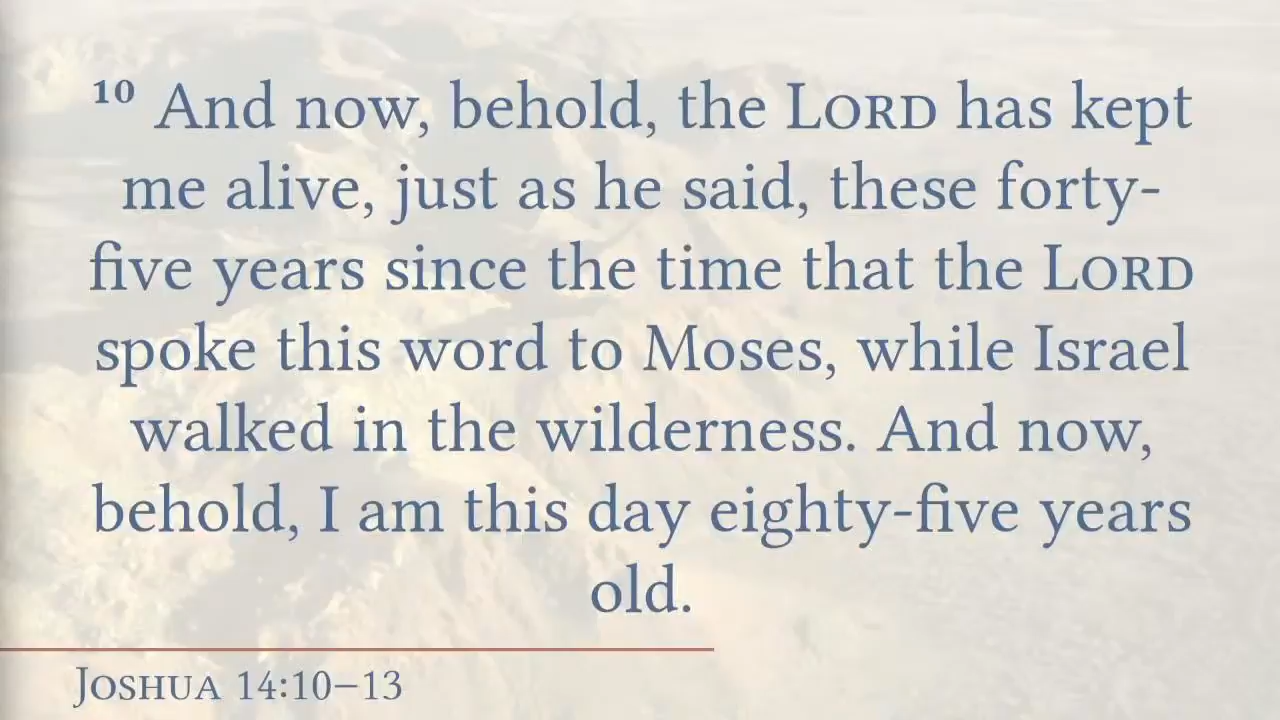 ¹⁰ And now, behold, the LORD has kept
me alive, just as he said, these forty-
five years since the time that the LORD
spoke this word to Moses, while Israel
walked in the wilderness. And now,
behold, I am this day eighty-five years
old.
JOSHUA 14:10–13